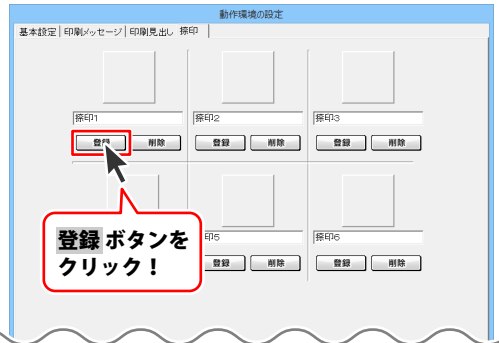 動作環境の設定
基本設定 印刷メッセージ 印刷見出し 捺印
捺印1 捺印2 捺印3
登録 削除 登録 削除 登録 削除
捺印5 捺印6
登録 削除 登録 削除
登録 ボタンを
クリック！